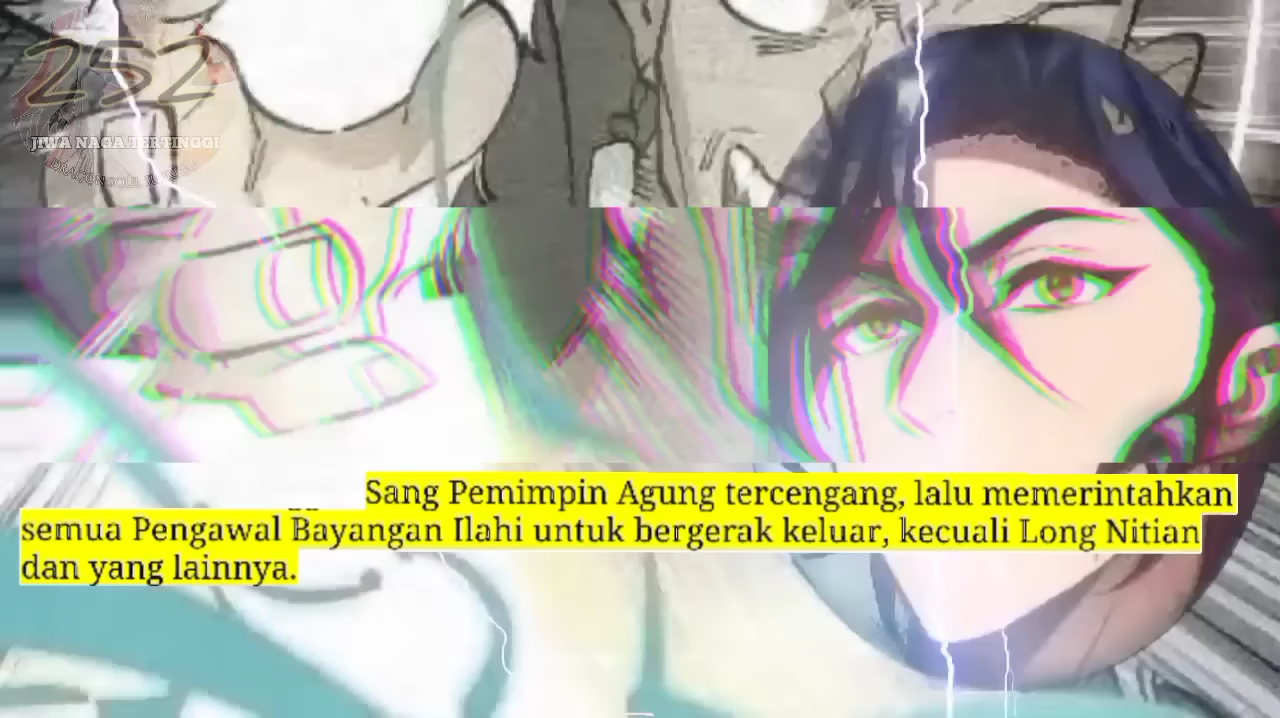 252
JIWA NAGA TERTINGGI
Sang Pemimpin Agung tercengang, lalu memerintahkan
semua Pengawal Bayangan Ilahi untuk bergerak keluar, kecuali Long Nitian
dan yang lainnya.